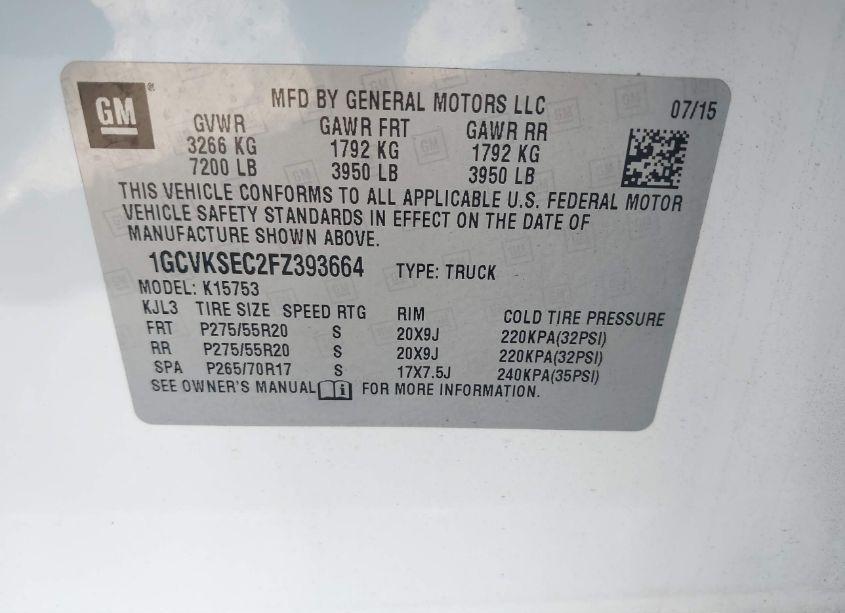 GM ®
MFD BY GENERAL MOTORS LLC 07/15
GVWR GAWR FRT GAWR RR
3266 KG 1792 KG 1792 KG
7200 LB 3950 LB 3950 LB
THIS VEHICLE CONFORMS TO ALL APPLICABLE U.S. FEDERAL MOTOR
VEHICLE SAFETY STANDARDS IN EFFECT ON THE DATE OF
MANUFACTURE SHOWN ABOVE.
1GCVKSEC2FZ393664 TYPE: TRUCK
MODEL: K15753
KJL3 TIRE SIZE SPEED RTG RIM COLD TIRE PRESSURE
FRT P275/55R20 S 20X9J 220KPA(32PSI)
RR P275/55R20 S 20X9J 220KPA(32PSI)
SPA P265/70R17 S 17X7.5J 240KPA(35PSI)
SEE OWNER'S MANUAL FOR MORE INFORMATION.